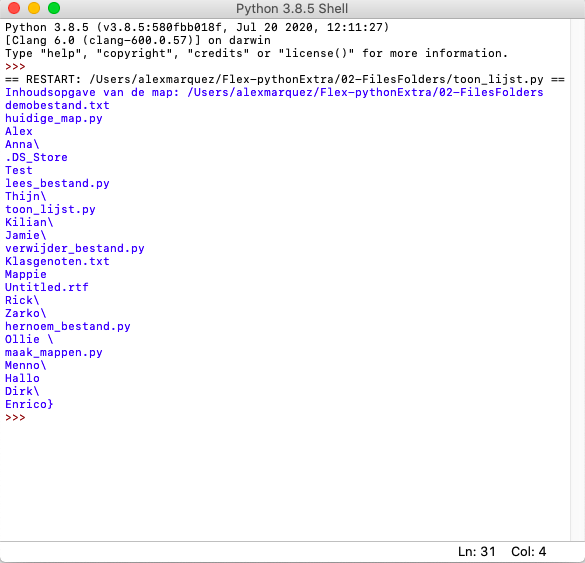 Python 3.8.5 Shell
Python 3.8.5 (v3.8.5:580fbb018f, Jul 20 2020, 12:11:27)
[Clang 6.0 (clang-600.0.57)] on darwin
Type "help", "copyright", "credits" or "license()" for more information.
>>>
== RESTART: /Users/alexmarquez/Flex-pythonExtra/02-FilesFolders/toon_lijst.py ==
Inhoudsopgave van de map: /Users/alexmarquez/Flex-pythonExtra/02-FilesFolders
demobestand.txt
huidige_map.py
Alex
Anna\
.DS_Store
Test
lees_bestand.py
Thijn\
toon_lijst.py
Kilian\
Jamie\
verwijder_bestand.py
Klasgenoten.txt
Mappie
Untitled.rtf
Rick\
Zarko\
hernoem_bestand.py
Ollie \
maak_mappen.py
Menno\
Hallo
Dirk\
Enrico}
>>>
Ln: 31 Col: 4